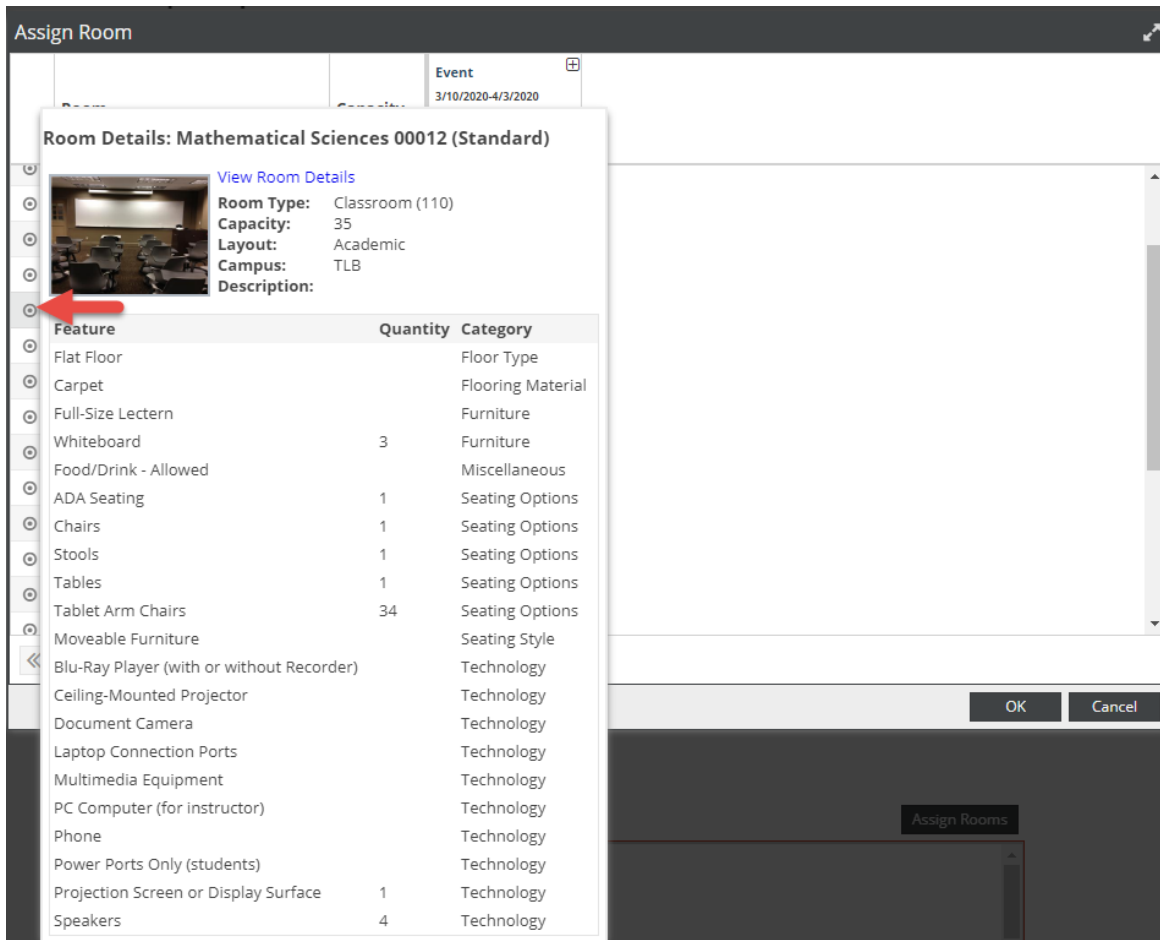 Assign Room
Event
3/10/2020-4/3/2020
Room Details: Mathematical Sciences 00012 (Standard)
View Room Details
Room Type: Classroom (110)
Capacity: 35
Layout: Academic
Campus: TLB
Description:
Feature Quantity Category
Flat Floor Floor Type
Carpet Flooring Material
Full-Size Lectern Furniture
Whiteboard 3 Furniture
Food/Drink - Allowed Miscellaneous
ADA Seating 1 Seating Options
Chairs 1 Seating Options
Stools 1 Seating Options
Tables 1 Seating Options
Tablet Arm Chairs 34 Seating Options
Moveable Furniture Seating Style
Blu-Ray Player (with or without Recorder) Technology
Ceiling-Mounted Projector Technology
Document Camera Technology
Laptop Connection Ports Technology
Multimedia Equipment Technology
PC Computer (for instructor) Technology
Phone Technology
Power Ports Only (students) Technology
Projection Screen or Display Surface 1 Technology
Speakers 4 Technology
OK Cancel
Assign Rooms